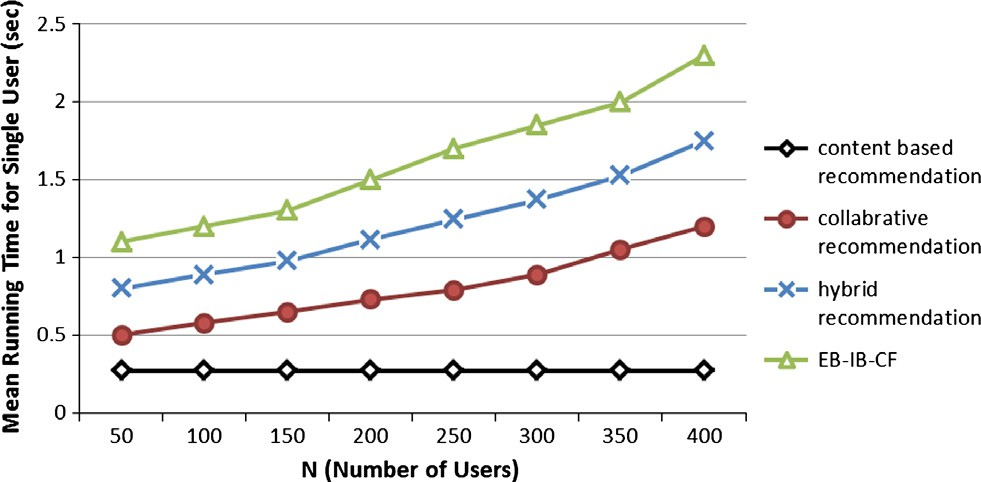 Mean Running Time for Single User (sec)
2.5
2
1.5
1
0.5
0
50 100 150 200 250 300 350 400
N (Number of Users)
content based
recommendation
collabrative
recommendation
hybrid
recommendation
EB-IB-CF